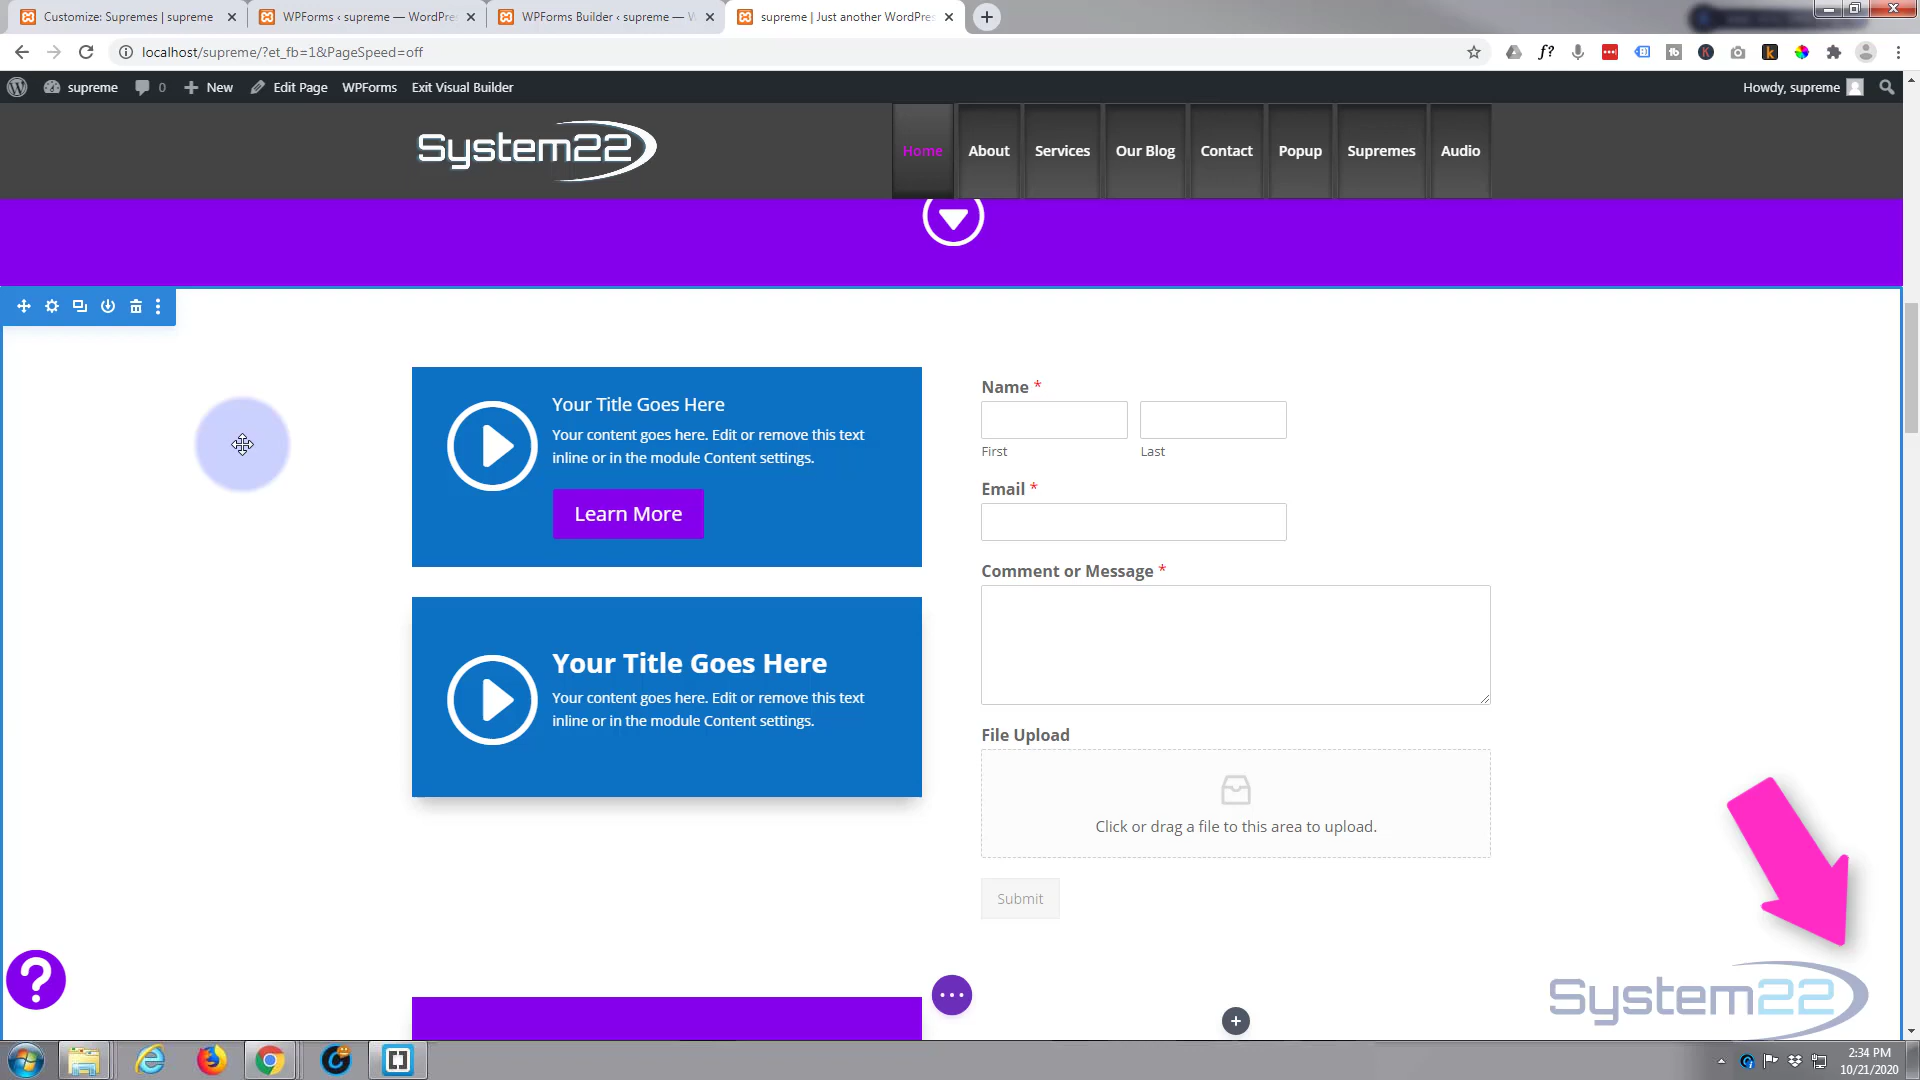 Customize: Supremes | supreme
WPForms ‹ supreme — WordPre
WPForms Builder ‹ supreme — W
supreme | Just another WordPres
localhost/supreme/?et_fb=1&PageSpeed=off
supreme
0
New
Edit Page
WPForms
Exit Visual Builder
Howdy, supreme
System22
Home
About
Services
Our Blog
Contact
Popup
Supremes
Audio
Your Title Goes Here
Your content goes here. Edit or remove this text
inline or in the module Content settings.
Learn More
Your Title Goes Here
Your content goes here. Edit or remove this text
inline or in the module Content settings.
Name *
First
Last
Email *
Comment or Message *
File Upload
Click or drag a file to this area to upload.
Submit
?
System22
2:34 PM
10/21/2020